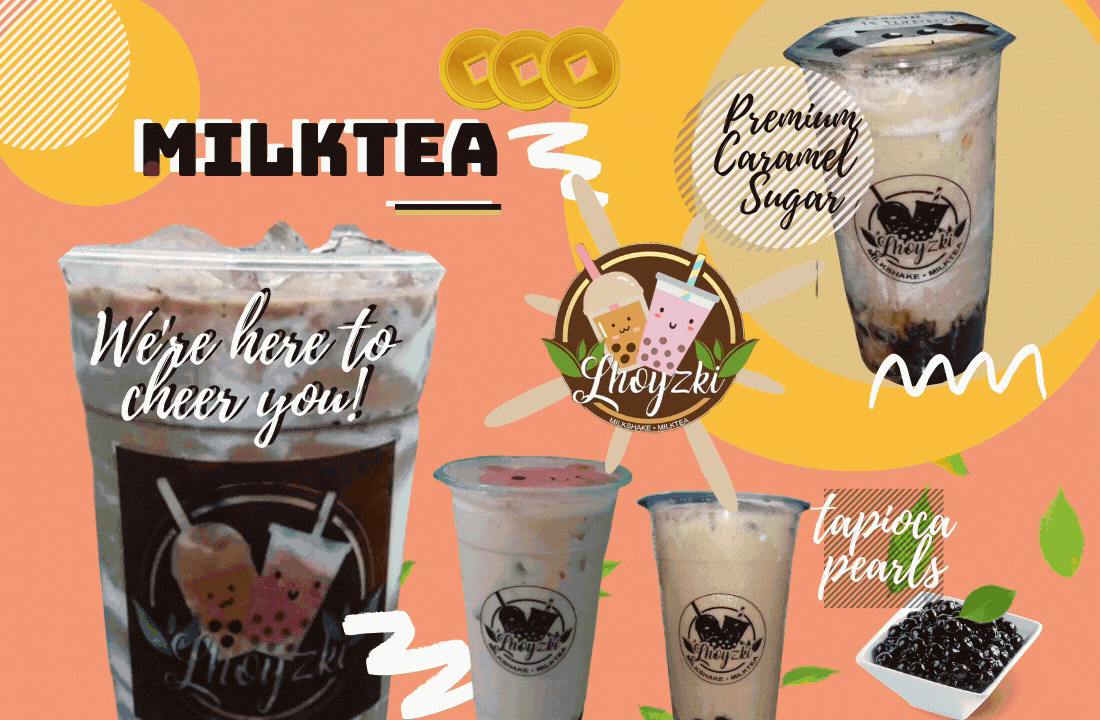 MILKTEA
Premium
Caramel
Sugar
Lhoyzki
MILKSHAKE • MILKTEA
We're here to
cheer you!
Lhoyzki
MILKSHAKE • MILKTEA
Lhoyzki
Lhoyzki
MILKSHAKE • MILKTEA
Lhoyzki
MILKSHAKE • MILKTEA
tapioca
pearls